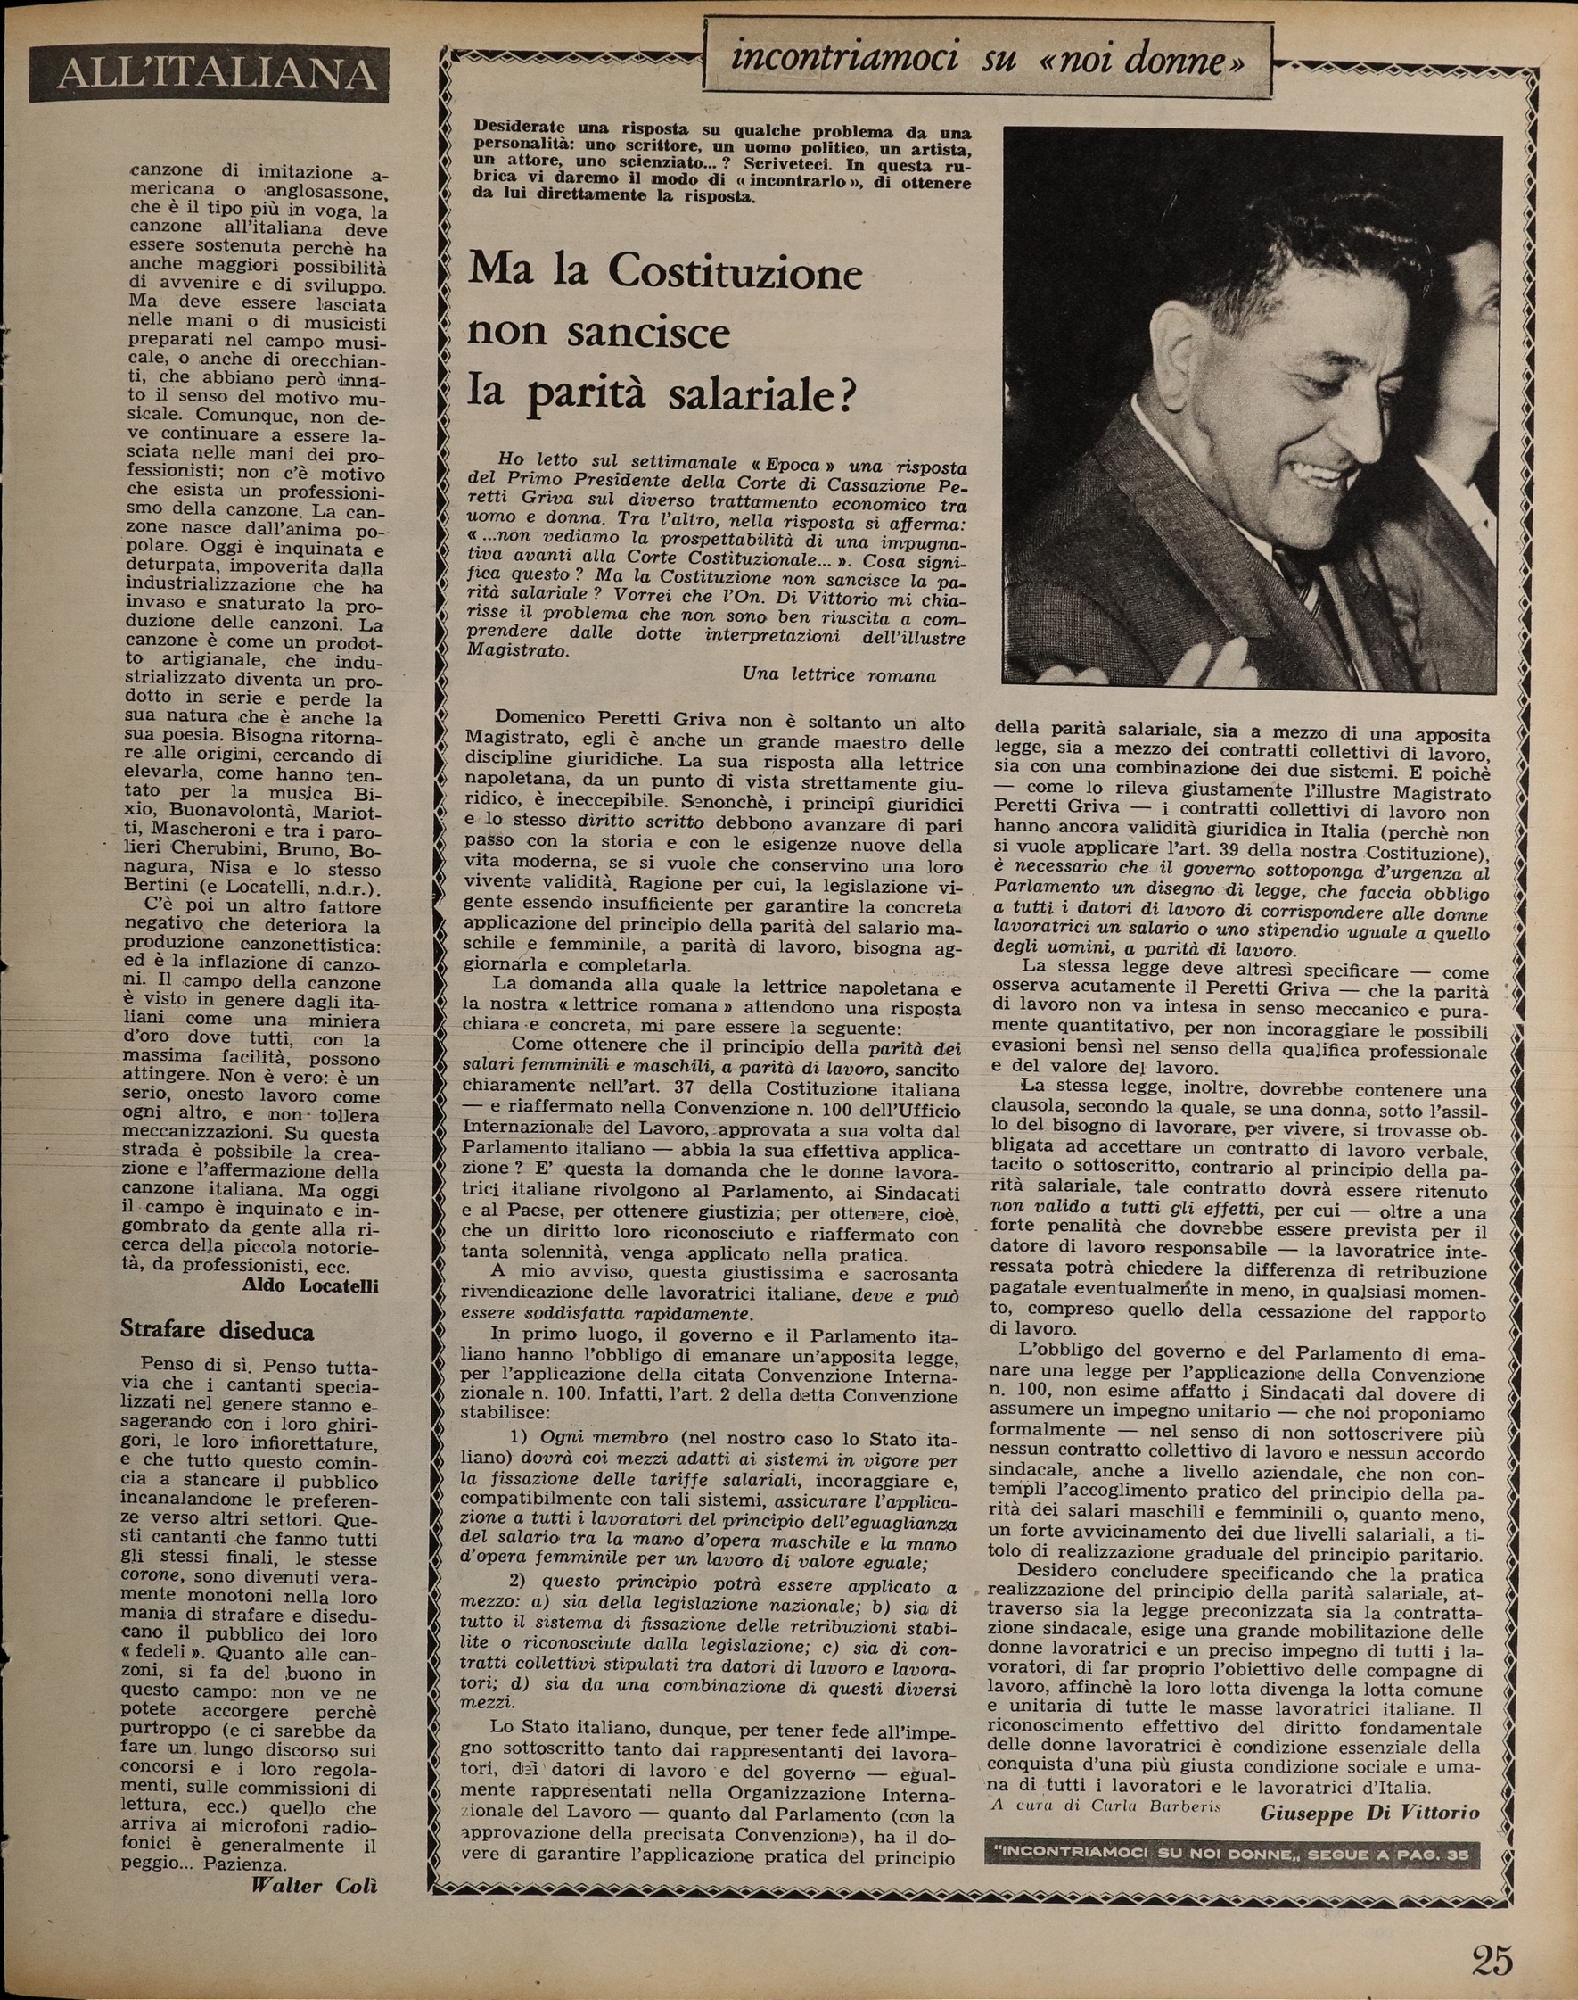 ALL'ITALIANA
canzone di imitazione a-
mericana o anglosassone,
che è il tipo più in voga, la
canzone all'italiana deve
essere sostenuta perchè ha
anche maggiori possibilità
di avvenire e di sviluppo.
Ma deve essere lasciata
nelle mani o di musicisti
preparati nel campo musi-
cale, o anche di orecchian-
ti, che abbiano però inna-
to il senso del motivo mu-
sicale. Comunque, non de-
ve continuare a essere la-
sciata nelle mani dei pro-
fessionisti; non c'è motivo
che esista un professioni-
smo della canzone. La can-
zone nasce dall'anima po-
polare. Oggi è inquinata e
deturpata, impoverita dalla
industrializzazione che ha
invaso e snaturato la pro-
duzione delle canzoni. La
canzone è come un prodot-
to artigianale, che indu-
strializzato diventa un pro-
dotto in serie e perde la
sua natura che è anche la
sua poesia. Bisogna ritorna-
re alle origini, cercando di
elevarla, come hanno ten-
tato per la musica Bi-
xio, Buonavolontà, Mariot-
ti, Mascheroni e tra i paro-
lieri Cherubini, Bruno, Bo-
nagura, Nisa e lo stesso
Bertini (e Locatelli, n.d.r.).
C'è poi un altro fattore
negativo che deteriora la
produzione canzonettistica:
ed è la inflazione di canzo-
ni. Il campo della canzone
è visto in genere dagli ita-
liani come una miniera
d'oro dove tutti, con la
massima facilità, possono
attingere. Non è vero: è un
serio, onesto lavoro come
ogni altro, e non tollera
meccanizzazioni. Su questa
strada è possibile la crea-
zione e l'affermazione della
canzone italiana. Ma oggi
il campo è inquinato e in-
gombrato da gente alla ri-
cerca della piccola notorie-
tà, da professionisti, ecc.
Aldo Locatelli
Strafare diseduca
Penso di sì. Penso tutta-
via che i cantanti specia-
lizzati nel genere stanno e-
sagerando con i loro ghiri-
gori, le loro infiorettature,
e che tutto questo comin-
cia a stancare il pubblico
incanalandone le preferen-
ze verso altri settori. Que-
sti cantanti che fanno tutti
gli stessi finali, le stesse
corone, sono divenuti vera-
mente monotoni nella loro
mania di strafare e disedu-
cano il pubblico dei loro
« fedeli ». Quanto alle can-
zoni, si fa del buono in
questo campo: non ve ne
potete accorgere perchè
purtroppo (e ci sarebbe da
fare un lungo discorso sui
concorsi e i loro regola-
menti, sulle commissioni di
lettura, ecc.) quello che
arriva ai microfoni radio-
fonici è generalmente il
peggio... Pazienza.
Walter Colì
incontriamoci su «noi donne»
Desiderate una risposta su qualche problema da una
personalità: uno scrittore, un uomo politico, un artista,
un attore, uno scienziato...? Scriveteci. In questa ru-
brica vi daremo il modo di « incontrarlo », di ottenere
da lui direttamente la risposta.
Ma la Costituzione
non sancisce
la parità salariale?
Ho letto sul settimanale « Epoca » una risposta
del Primo Presidente della Corte di Cassazione Pe-
retti Griva sul diverso trattamento economico tra
uomo e donna. Tra l'altro, nella risposta si afferma:
« ...non vediamo la prospettabilità di una impugna-
tiva avanti alla Corte Costituzionale... ». Cosa signi-
fica questo? Ma la Costituzione non sancisce la pa-
rità salariale? Vorrei che l'On. Di Vittorio mi chia-
risse il problema che non sono ben riuscita a com-
prendere dalle dotte interpretazioni dell'illustre
Magistrato.
Una lettrice romana
Domenico Peretti Griva non è soltanto un alto
Magistrato, egli è anche un grande maestro delle
discipline giuridiche. La sua risposta alla lettrice
napoletana, da un punto di vista strettamente giu-
ridico, è ineccepibile. Senonchè, i principî giuridici
e lo stesso diritto scritto debbono avanzare di pari
passo con la storia e con le esigenze nuove della
vita moderna, se si vuole che conservino una loro
vivente validità. Ragione per cui, la legislazione vi-
gente essendo insufficiente per garantire la concreta
applicazione del principio della parità del salario ma-
schile e femminile, a parità di lavoro, bisogna ag-
giornarla e completarla.
La domanda alla quale la lettrice napoletana e
la nostra « lettrice romana » attendono una risposta
chiara e concreta, mi pare essere la seguente:
Come ottenere che il principio della parità dei
salari femminili e maschili, a parità di lavoro, sancito
chiaramente nell'art. 37 della Costituzione italiana
— e riaffermato nella Convenzione n. 100 dell'Ufficio
Internazionale del Lavoro, approvata a sua volta dal
Parlamento italiano — abbia la sua effettiva applica-
zione? E' questa la domanda che le donne lavora-
trici italiane rivolgono al Parlamento, ai Sindacati
e al Paese, per ottenere giustizia; per ottenere, cioè,
che un diritto loro riconosciuto e riaffermato con
tanta solennità, venga applicato nella pratica.
A mio avviso, questa giustissima e sacrosanta
rivendicazione delle lavoratrici italiane, deve e può
essere soddisfatta rapidamente.
In primo luogo, il governo e il Parlamento ita-
liano hanno l'obbligo di emanare un'apposita legge,
per l'applicazione della citata Convenzione Interna-
zionale n. 100. Infatti, l'art. 2 della detta Convenzione
stabilisce:
1) Ogni membro (nel nostro caso lo Stato ita-
liano) dovrà coi mezzi adatti ai sistemi in vigore per
la fissazione delle tariffe salariali, incoraggiare e,
compatibilmente con tali sistemi, assicurare l'applica-
zione a tutti i lavoratori del principio dell'eguaglianza
del salario tra la mano d'opera maschile e la mano
d'opera femminile per un lavoro di valore eguale;
2) questo principio potrà essere applicato a
mezzo: a) sia della legislazione nazionale; b) sia di
tutto il sistema di fissazione delle retribuzioni stabi-
lite o riconosciute dalla legislazione; c) sia di con-
tratti collettivi stipulati tra datori di lavoro e lavora-
tori; d) sia da una combinazione di questi diversi
mezzi.
Lo Stato italiano, dunque, per tener fede all'impe-
gno sottoscritto tanto dai rappresentanti dei lavora-
tori, dei datori di lavoro e del governo — egual-
mente rappresentati nella Organizzazione Interna-
zionale del Lavoro — quanto dal Parlamento (con la
approvazione della precisata Convenzione), ha il do-
vere di garantire l'applicazione pratica del principio
della parità salariale, sia a mezzo di una apposita
legge, sia a mezzo dei contratti collettivi di lavoro,
sia con una combinazione dei due sistemi. E poichè
— come lo rileva giustamente l'illustre Magistrato
Peretti Griva — i contratti collettivi di lavoro non
hanno ancora validità giuridica in Italia (perchè non
si vuole applicare l'art. 39 della nostra Costituzione),
è necessario che il governo sottoponga d'urgenza al
Parlamento un disegno di legge, che faccia obbligo
a tutti i datori di lavoro di corrispondere alle donne
lavoratrici un salario o uno stipendio uguale a quello
degli uomini, a parità di lavoro.
La stessa legge deve altresì specificare — come
osserva acutamente il Peretti Griva — che la parità
di lavoro non va intesa in senso meccanico e pura-
mente quantitativo, per non incoraggiare le possibili
evasioni bensì nel senso della qualifica professionale
e del valore del lavoro.
La stessa legge, inoltre, dovrebbe contenere una
clausola, secondo la quale, se una donna, sotto l'assil-
lo del bisogno di lavorare, per vivere, si trovasse ob-
bligata ad accettare un contratto di lavoro verbale,
tacito o sottoscritto, contrario al principio della pa-
rità salariale, tale contratto dovrà essere ritenuto
non valido a tutti gli effetti, per cui — oltre a una
forte penalità che dovrebbe essere prevista per il
datore di lavoro responsabile — la lavoratrice inte-
ressata potrà chiedere la differenza di retribuzione
pagatale eventualmente in meno, in qualsiasi momen-
to, compreso quello della cessazione del rapporto
di lavoro.
L'obbligo del governo e del Parlamento di ema-
nare una legge per l'applicazione della Convenzione
n. 100, non esime affatto i Sindacati dal dovere di
assumere un impegno unitario — che noi proponiamo
formalmente — nel senso di non sottoscrivere più
nessun contratto collettivo di lavoro e nessun accordo
sindacale, anche a livello aziendale, che non con-
templi l'accoglimento pratico del principio della pa-
rità dei salari maschili e femminili o, quanto meno,
un forte avvicinamento dei due livelli salariali, a ti-
tolo di realizzazione graduale del principio paritario.
Desidero concludere specificando che la pratica
realizzazione del principio della parità salariale, at-
traverso sia la legge preconizzata sia la contratta-
zione sindacale, esige una grande mobilitazione delle
donne lavoratrici e un preciso impegno di tutti i la-
voratori, di far proprio l'obiettivo delle compagne di
lavoro, affinchè la loro lotta divenga la lotta comune
e unitaria di tutte le masse lavoratrici italiane. Il
riconoscimento effettivo del diritto fondamentale
delle donne lavoratrici è condizione essenziale della
conquista d'una più giusta condizione sociale e uma-
na di tutti i lavoratori e le lavoratrici d'Italia.
A cura di Carla Barberis Giuseppe Di Vittorio
"INCONTRIAMOCI SU NOI DONNE„ SEGUE A PAG. 35
25